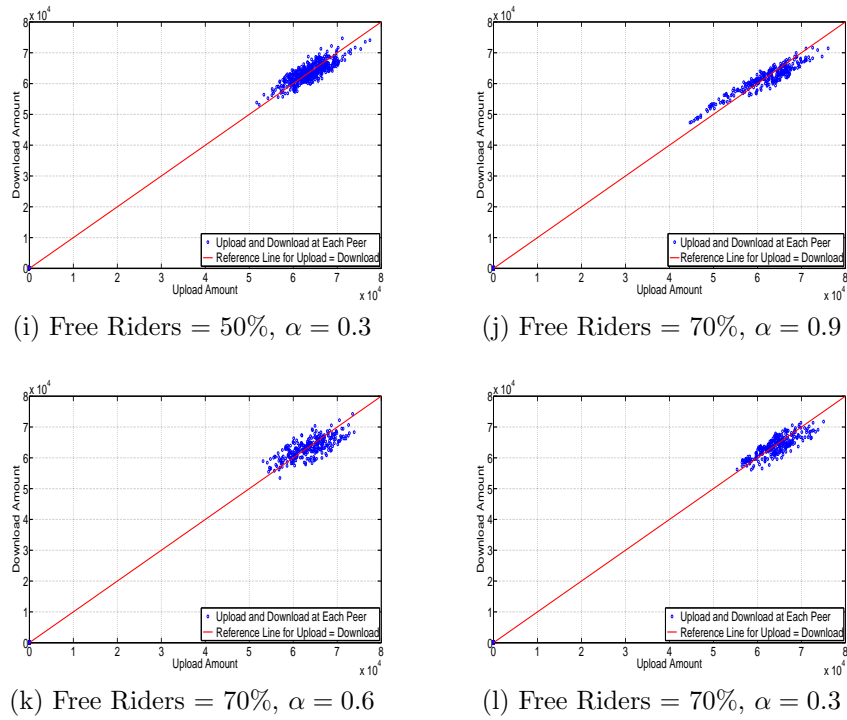 x 10^4
8
7
6
5
4
3
2
1
0
Download Amount
0 1 2 3 4 5 6 7 8
Upload Amount
x 10^4
Upload and Download at Each Peer
Reference Line for Upload = Download
(i) Free Riders = 50%, α = 0.3
x 10^4
8
7
6
5
4
3
2
1
0
Download Amount
0 1 2 3 4 5 6 7 8
Upload Amount
x 10^4
Upload and Download at Each Peer
Reference Line for Upload = Download
(j) Free Riders = 70%, α = 0.9
x 10^4
8
7
6
5
4
3
2
1
0
Download Amount
0 1 2 3 4 5 6 7 8
Upload Amount
x 10^4
Upload and Download at Each Peer
Reference Line for Upload = Download
(k) Free Riders = 70%, α = 0.6
x 10^4
8
7
6
5
4
3
2
1
0
Download Amount
0 1 2 3 4 5 6 7 8
Upload Amount
x 10^4
Upload and Download at Each Peer
Reference Line for Upload = Download
(l) Free Riders = 70%, α = 0.3